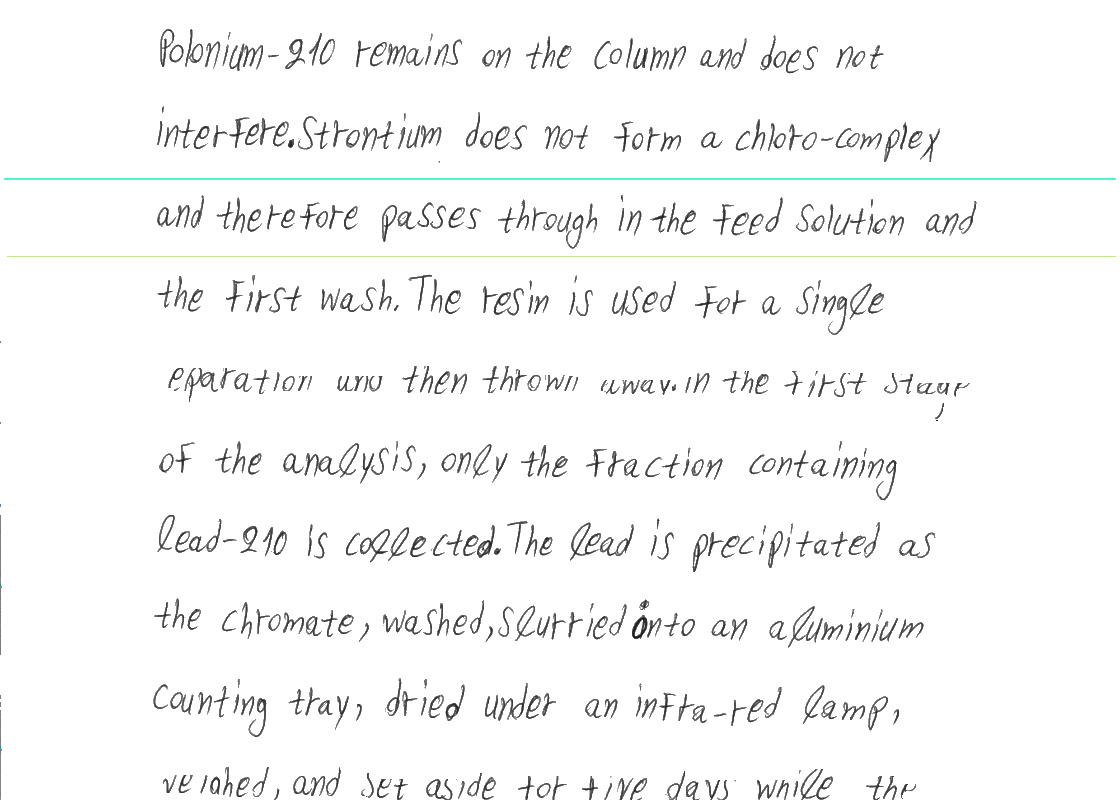 Polonium-210 remains on the column and does not
interfere. Strontium does not form a chloro-complex
and therefore passes through in the feed solution and
the first wash. The resin is used for a single
eparation and then thrown away. in the first stage
of the analysis, only the fraction containing
lead-210 is collected. The lead is precipitated as
the chromate, washed, slurried onto an aluminium
counting tray, dried under an infra-red lamp,
weighed, and set aside for five days while the